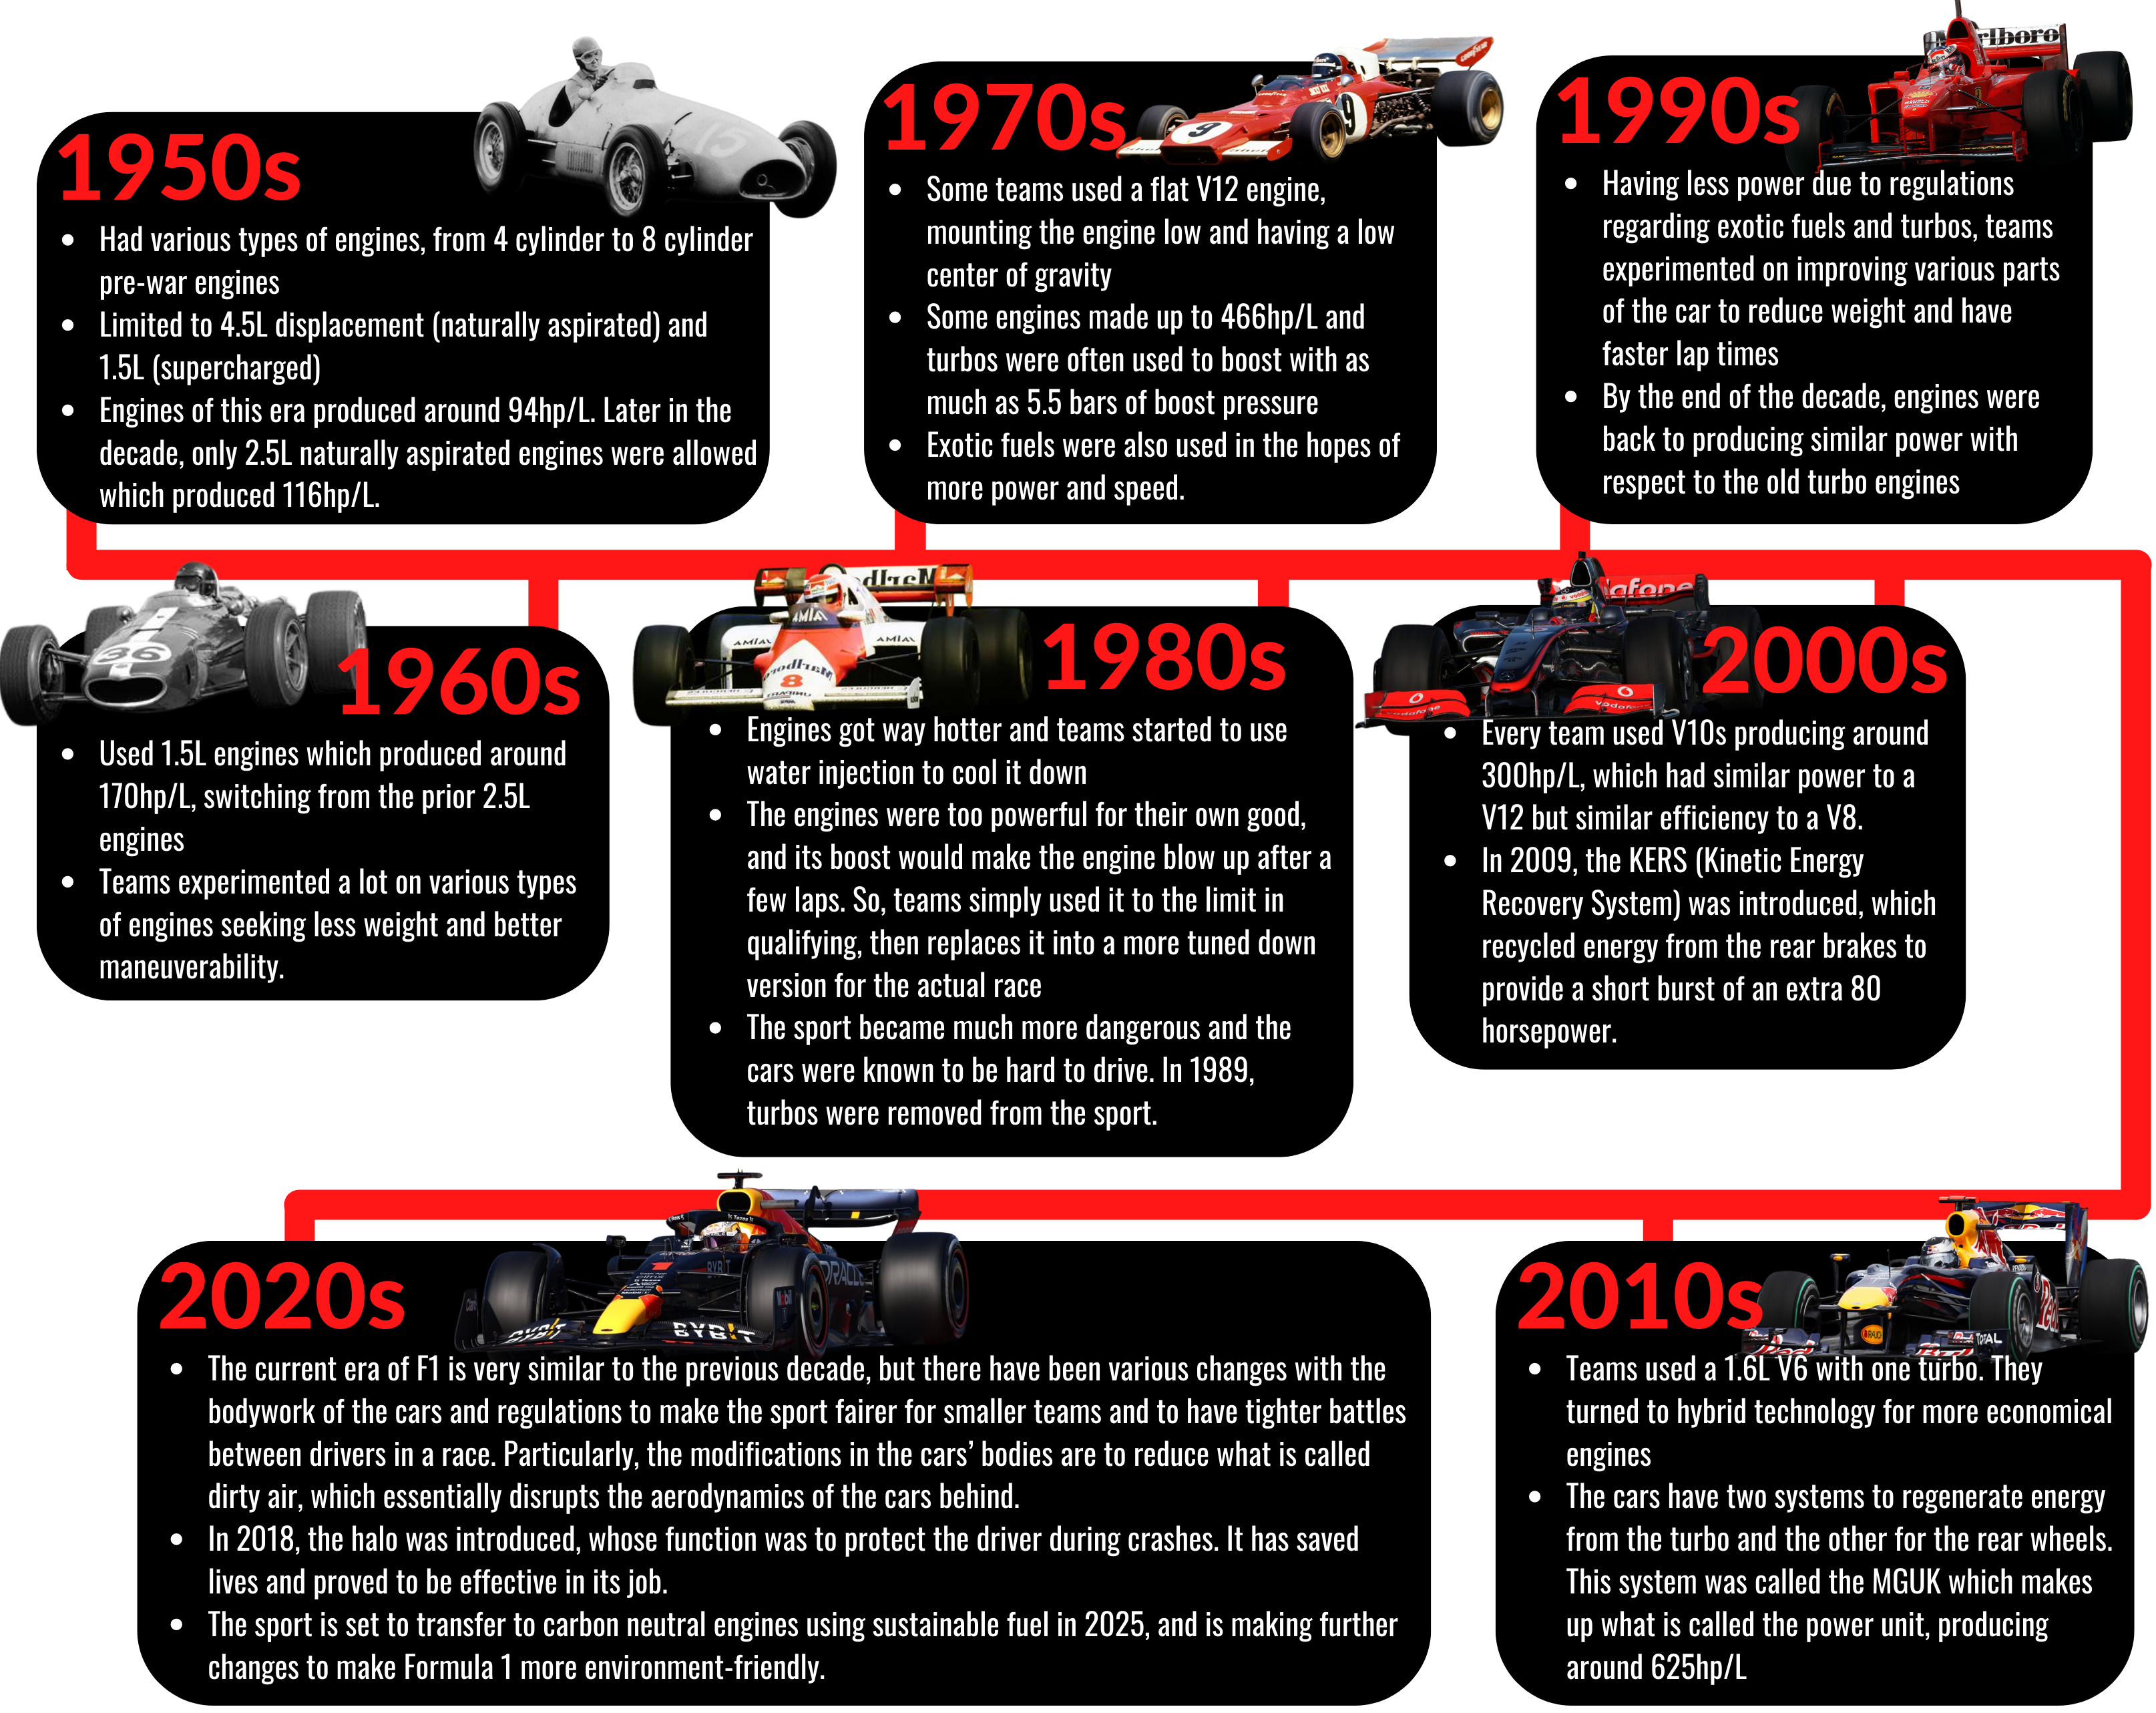 1950s
Had various types of engines, from 4 cylinder to 8 cylinder
pre-war engines
Limited to 4.5L displacement (naturally aspirated) and
1.5L (supercharged)
Engines of this era produced around 94hp/L. Later in the
decade, only 2.5L naturally aspirated engines were allowed
which produced 116hp/L.
15
1970s
Some teams used a flat V12 engine,
mounting the engine low and having a low
center of gravity
Some engines made up to 466hp/L and
turbos were often used to boost with as
much as 5.5 bars of boost pressure
Exotic fuels were also used in the hopes of
more power and speed.
9
9
1990s
Marlboro
Having less power due to regulations
regarding exotic fuels and turbos, teams
experimented on improving various parts
of the car to reduce weight and have
faster lap times
By the end of the decade, engines were
back to producing similar power with
respect to the old turbo engines
36
1960s
Used 1.5L engines which produced around
170hp/L, switching from the prior 2.5L
engines
Teams experimented a lot on various types
of engines seeking less weight and better
maneuverability.
Marlboro
8
1980s
Engines got way hotter and teams started to use
water injection to cool it down
The engines were too powerful for their own good,
and its boost would make the engine blow up after a
few laps. So, teams simply used it to the limit in
qualifying, then replaces it into a more tuned down
version for the actual race
The sport became much more dangerous and the
cars were known to be hard to drive. In 1989,
turbos were removed from the sport.
vodafone
2000s
Every team used V10s producing around
300hp/L, which had similar power to a
V12 but similar efficiency to a V8.
In 2009, the KERS (Kinetic Energy
Recovery System) was introduced, which
recycled energy from the rear brakes to
provide a short burst of an extra 80
horsepower.
2020s
1
BYBIT
ORACLE
Mobil
BYBIT
BYBIT
The current era of F1 is very similar to the previous decade, but there have been various changes with the
bodywork of the cars and regulations to make the sport fairer for smaller teams and to have tighter battles
between drivers in a race. Particularly, the modifications in the cars’ bodies are to reduce what is called
dirty air, which essentially disrupts the aerodynamics of the cars behind.
In 2018, the halo was introduced, whose function was to protect the driver during crashes. It has saved
lives and proved to be effective in its job.
The sport is set to transfer to carbon neutral engines using sustainable fuel in 2025, and is making further
changes to make Formula 1 more environment-friendly.
2010s
Red
TOTAL
Teams used a 1.6L V6 with one turbo. They
turned to hybrid technology for more economical
engines
The cars have two systems to regenerate energy
from the turbo and the other for the rear wheels.
This system was called the MGUK which makes
up what is called the power unit, producing
around 625hp/L